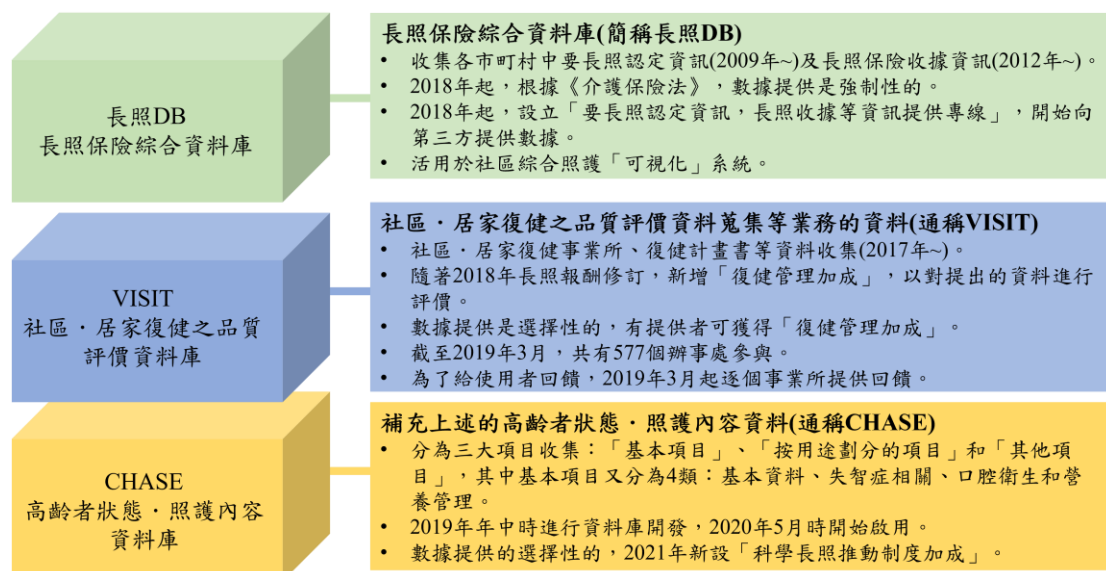 長照DB
長照保險綜合資料庫
長照保險綜合資料庫(簡稱長照DB)
• 收集各市町村中要長照認定資訊(2009年~)及長照保險收據資訊(2012年~)。
• 2018年起，根據《介護保險法》，數據提供是強制性的。
• 2018年起，設立「要長照認定資訊，長照收據等資訊提供專線」，開始向
第三方提供數據。
• 活用於社區綜合照護「可視化」系統。
VISIT
社區・居家復健之品質
評價資料庫
社區・居家復健之品質評價資料蒐集等業務的資料(通稱VISIT)
• 社區・居家復健事業所、復健計畫書等資料收集(2017年~)。
• 隨著2018年長照報酬修訂，新增「復健管理加成」，以對提出的資料進行
評價。
• 數據提供是選擇性的，有提供者可獲得「復健管理加成」。
• 截至2019年3月，共有577個辦事處參與。
• 為了給使用者回饋，2019年3月起逐個事業所提供回饋。
CHASE
高齡者狀態・照護內容
資料庫
補充上述的高齡者狀態・照護內容資料(通稱CHASE)
• 分為三大項目收集：「基本項目」、「按用途劃分的項目」和「其他項
目」，其中基本項目又分為4類：基本資料、失智症相關、口腔衛生和營
養管理。
• 2019年年中時進行資料庫開發，2020年5月時開始啟用。
• 數據提供的選擇性的，2021年新設「科學長照推動制度加成」。